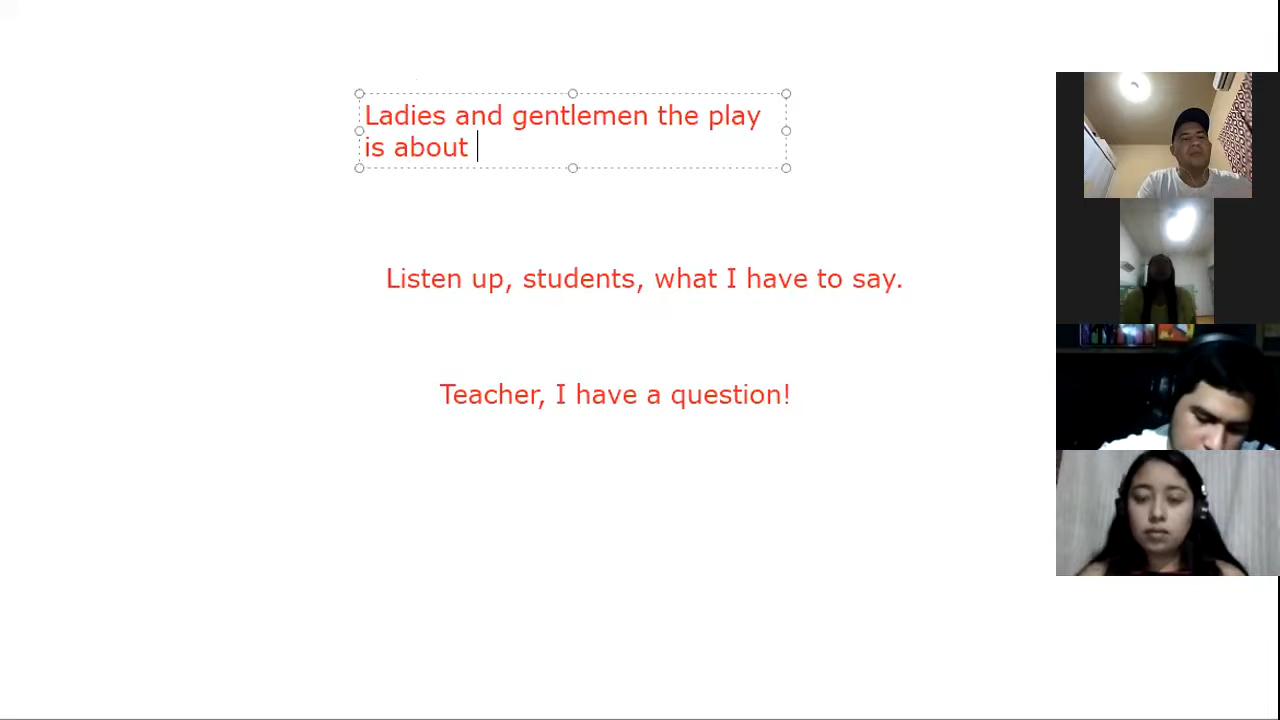 Ladies and gentlemen the play
is about
Listen up, students, what I have to say.
Teacher, I have a question!